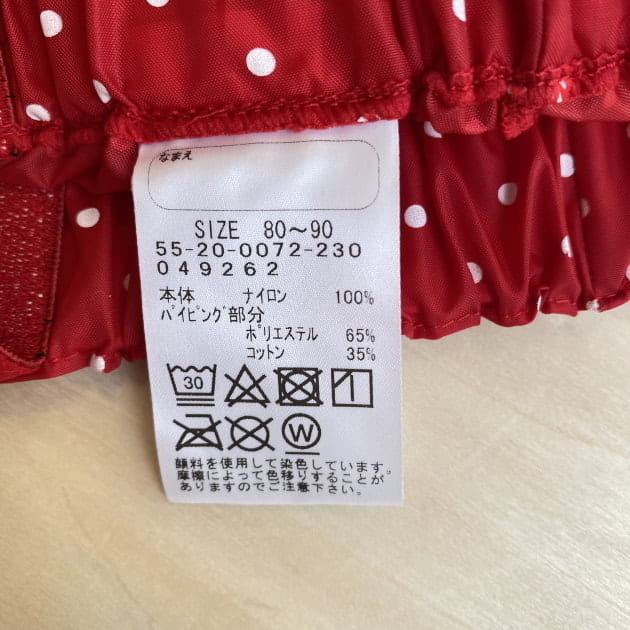 なまえ
SIZE 80～90
55-20-0072-230
049262
本体 ナイロン 100%
パイピング部分
ポリエステル 65%
コットン 35%
30
W
顔料を使用して染色しています。
摩擦によって色移りすることが
ありますのでご注意下さい。